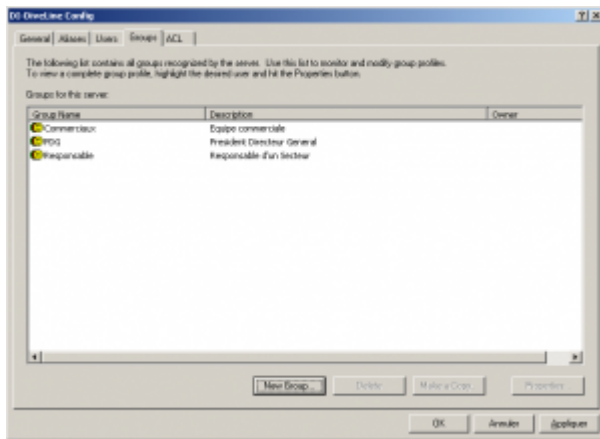 DI-DiveLine Config
General Aliases Users Groups ACL
The following list contains all groups recognized by the server. Use this list to monitor and modify group profiles.
To view a complete group profile, highlight the desired user and hit the Properties button.
Groups for this server:
Group Name Description Owner
Commerciaux Equipe commerciale
PDG President Directeur General
Responsable Responsable d'un Secteur
New Group... Delete Make a Copy... Properties
OK Annuler Appliquer